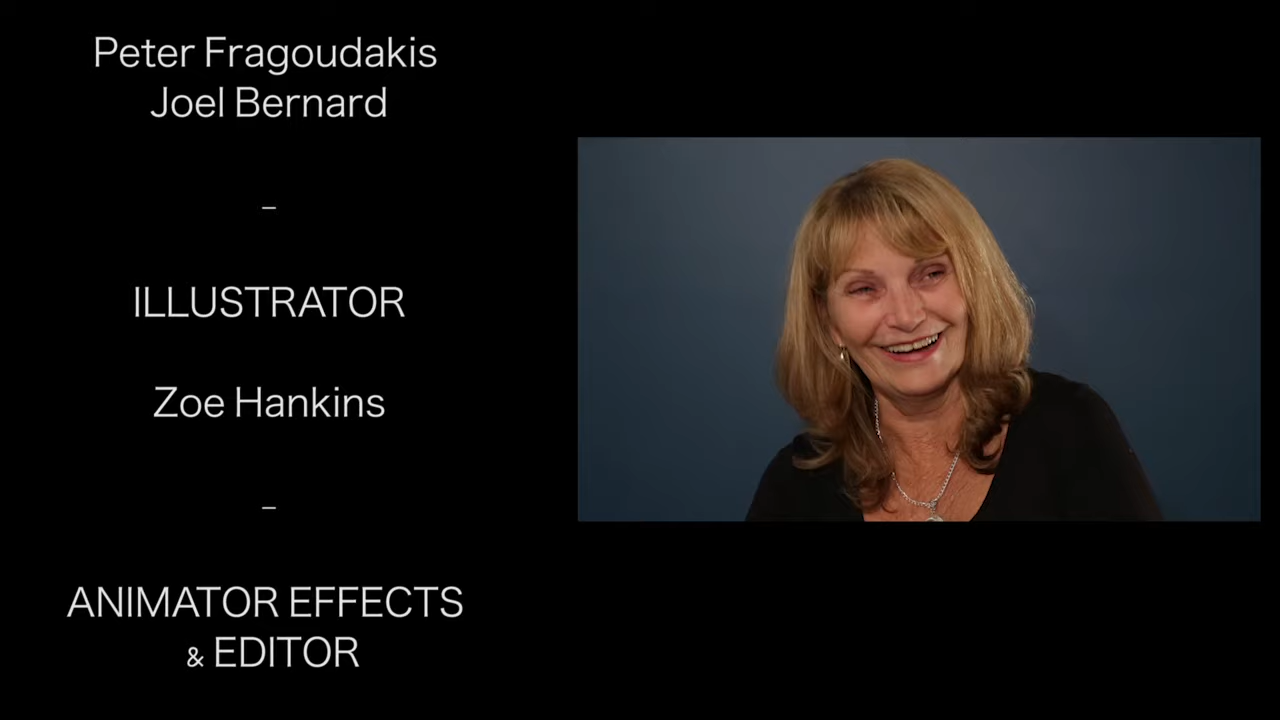 Peter Fragoudakis
Joel Bernard
–
ILLUSTRATOR
Zoe Hankins
–
ANIMATOR EFFECTS
& EDITOR